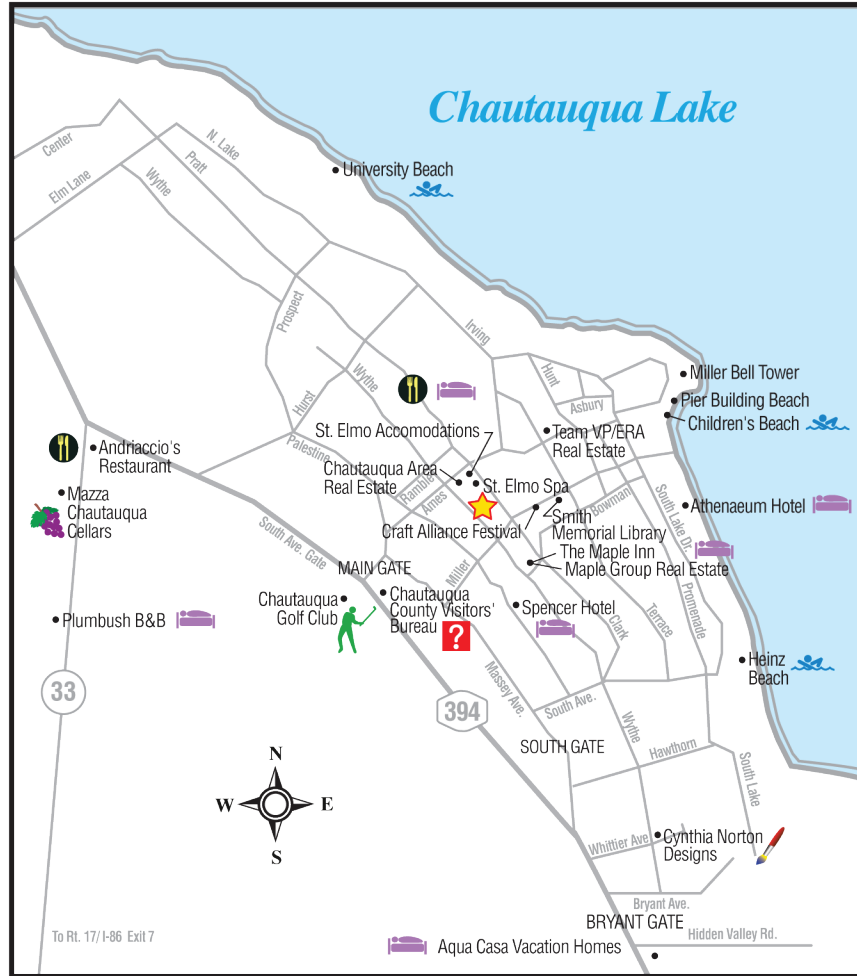 Chautauqua Lake
Center
Elm Lane
N. Lake
Pratt
Wythe
University Beach
Prospect
Irving
Hunt
Asbury
Miller Bell Tower
Pier Building Beach
Children's Beach
Wythe
Hurst
Palestine
St. Elmo Accomodations
Team VP/ERA
Real Estate
Andriaccio's
Restaurant
Chautauqua Area
Real Estate
Ramble
Ames
St. Elmo Spa
Bowman
South Lake Dr.
Athenaeum Hotel
Mazza
Chautauqua
Cellars
Craft Alliance Festival
Smith
Memorial Library
The Maple Inn
Maple Group Real Estate
South Ave. Gate
MAIN GATE
Miller
Chautauqua
Golf Club
Chautauqua
County Visitors'
Bureau
?
Spencer Hotel
Clark
Terrace
Promenade
Plumbush B&B
Heinz
Beach
33
394
Massey Ave.
South Ave.
Wythe
SOUTH GATE
Hawthorn
South Lake
N
W
E
S
Whittier Ave
Cynthia Norton
Designs
Bryant Ave.
BRYANT GATE
Hidden Valley Rd.
To Rt. 17/ I-86 Exit 7
Aqua Casa Vacation Homes